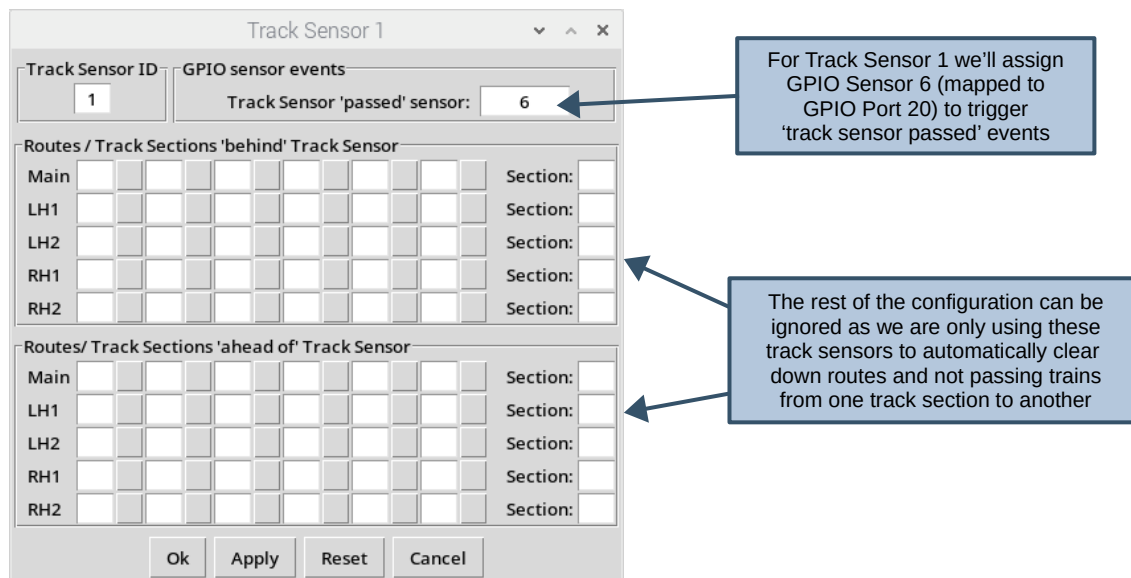 Track Sensor 1
Track Sensor ID
GPIO sensor events
1
Track Sensor 'passed' sensor:
6
Routes / Track Sections 'behind' Track Sensor
Main
Section:
LH1
Section:
LH2
Section:
RH1
Section:
RH2
Section:
Routes/ Track Sections 'ahead of' Track Sensor
Main
Section:
LH1
Section:
LH2
Section:
RH1
Section:
RH2
Section:
Ok
Apply
Reset
Cancel
For Track Sensor 1 we’ll assign
GPIO Sensor 6 (mapped to
GPIO Port 20) to trigger
‘track sensor passed’ events
The rest of the configuration can be
ignored as we are only using these
track sensors to automatically clear
down routes and not passing trains
from one track section to another